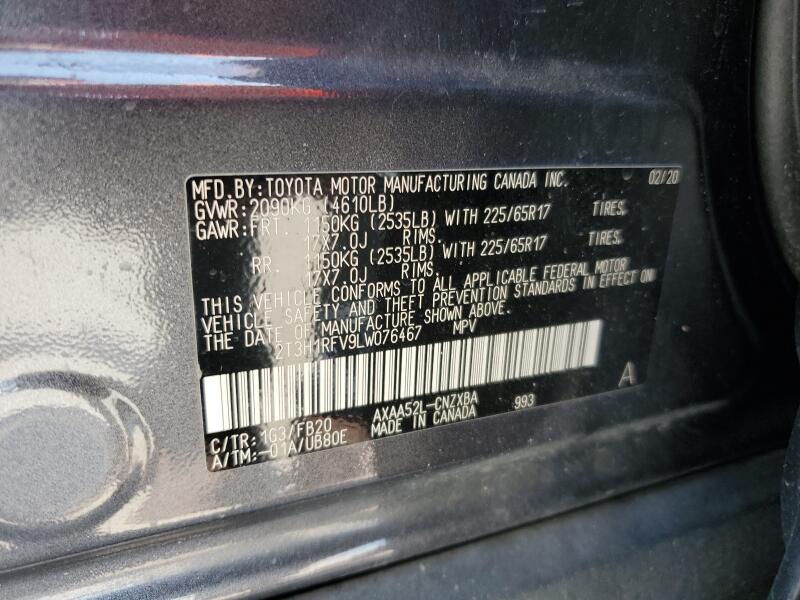 MFD.BY:TOYOTA MOTOR MANUFACTURING CANADA INC. 02/20
GVWR:2090KG (4610LB)
GAWR:FRT. 1150KG (2535LB) WITH 225/65R17 TIRES.
17X7.0J RIMS.
RR. 1150KG (2535LB) WITH 225/65R17 TIRES.
17X7.0J RIMS.
THIS VEHICLE CONFORMS TO ALL APPLICABLE FEDERAL MOTOR
VEHICLE SAFETY AND THEFT PREVENTION STANDARDS IN EFFECT ON
THE DATE OF MANUFACTURE SHOWN ABOVE.
2T3H1RFV9LW076467 MPV
A
C/TR:1G3/FB20 AXAA52L-CNZXBA 993
A/TM:-01A/UB80E MADE IN CANADA